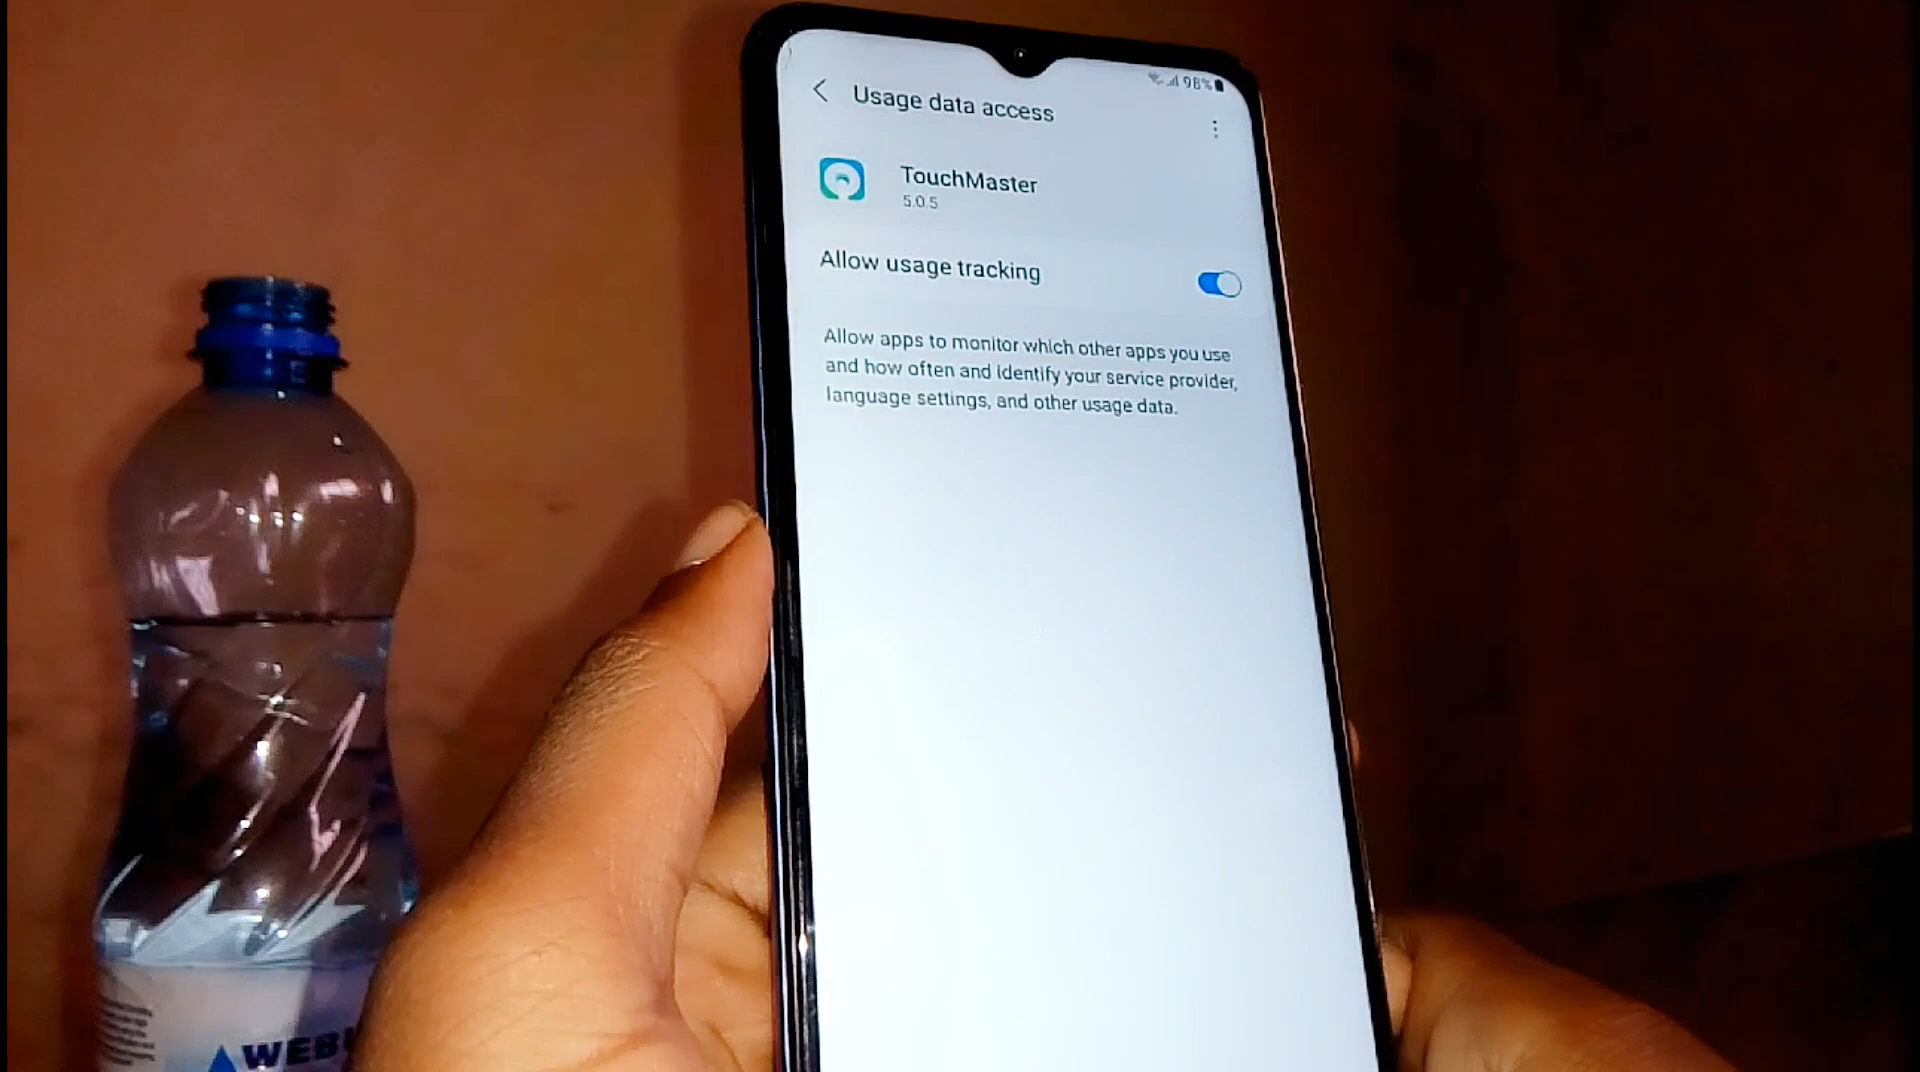 98%
Usage data access
TouchMaster
5.0.5
Allow usage tracking
Allow apps to monitor which other apps you use
and how often and identify your service provider,
language settings, and other usage data.